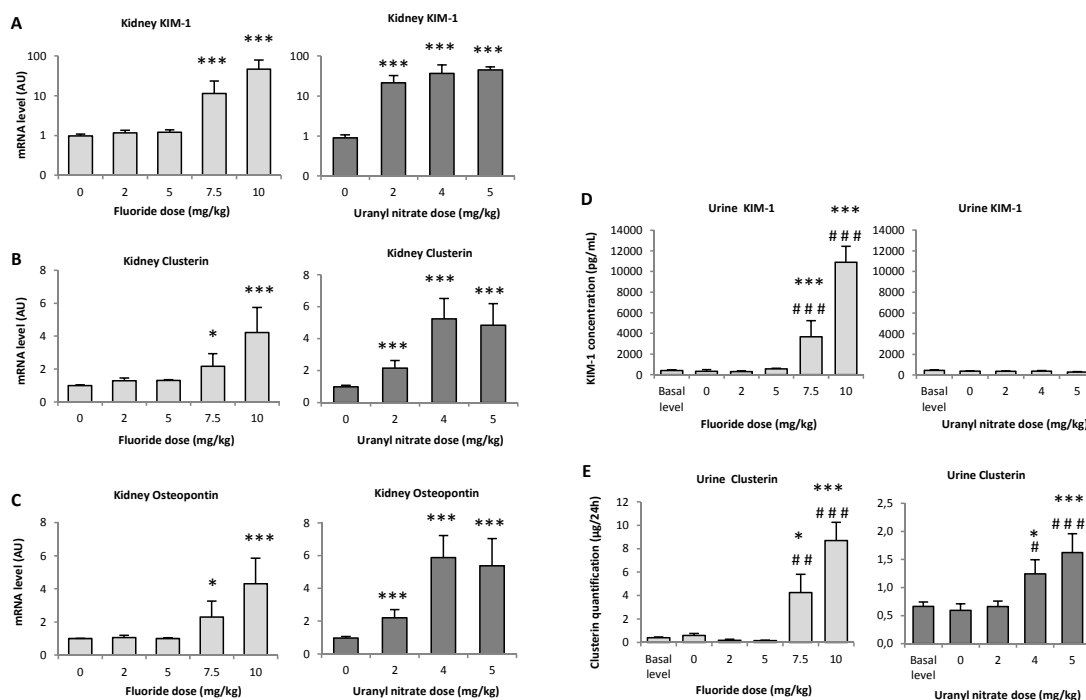 A
Kidney KIM-1
mRNA level (AU)
100
10
1
0
***
***
0 2 5 7.5 10
Fluoride dose (mg/kg)
Kidney KIM-1
100
10
1
0
***
***
***
0 2 4 5
Uranyl nitrate dose (mg/kg)
B
Kidney Clusterin
mRNA level (AU)
8
6
4
2
0
*
***
0 2 5 7.5 10
Fluoride dose (mg/kg)
Kidney Clusterin
8
6
4
2
0
***
***
***
0 2 4 5
Uranyl nitrate dose (mg/kg)
C
Kidney Osteopontin
mRNA level (AU)
8
6
4
2
0
*
***
0 2 5 7.5 10
Fluoride dose (mg/kg)
Kidney Osteopontin
8
6
4
2
0
***
***
***
0 2 4 5
Uranyl nitrate dose (mg/kg)
D
Urine KIM-1
KIM-1 concentration (pg/mL)
14000
12000
10000
8000
6000
4000
2000
0
***
# # #
***
# # #
Basal 0 2 5 7.5 10
level
Fluoride dose (mg/kg)
Urine KIM-1
14000
12000
10000
8000
6000
4000
2000
0
Basal 0 2 4 5
level
Uranyl nitrate dose (mg/kg)
E
Urine Clusterin
Clusterin quantification (µg/24h)
12
10
8
6
4
2
0
*
# #
***
# # #
Basal 0 2 5 7.5 10
level
Fluoride dose (mg/kg)
Urine Clusterin
2,0
1,5
1,0
0,5
0,0
*
#
***
# # #
Basal 0 2 4 5
level
Uranyl nitrate dose (mg/kg)